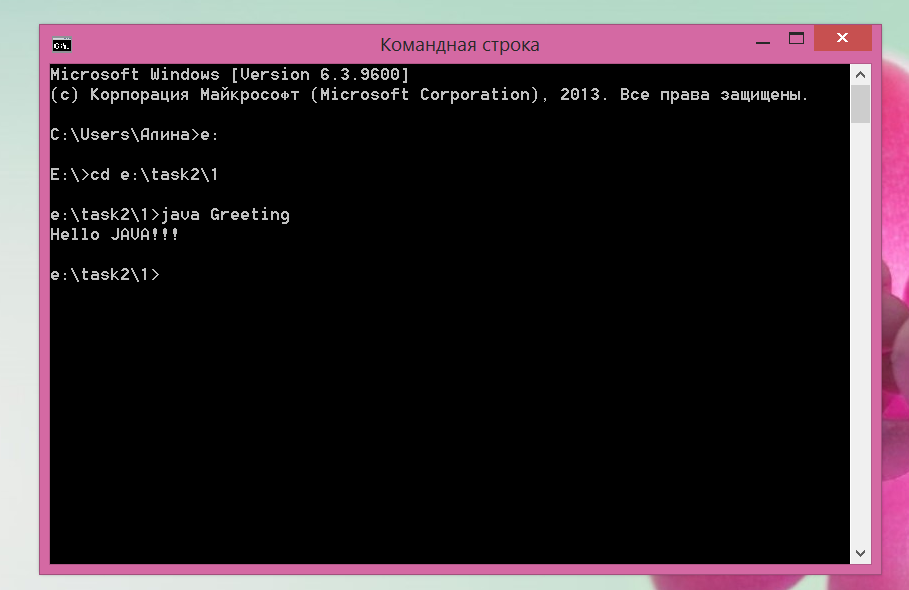 Командная строка
Microsoft Windows [Version 6.3.9600]
(c) Корпорация Майкрософт (Microsoft Corporation), 2013. Все права защищены.
C:\Users\Алина>e:
E:\>cd e:\task2\1
e:\task2\1>java Greeting
Hello JAVA!!!
e:\task2\1>